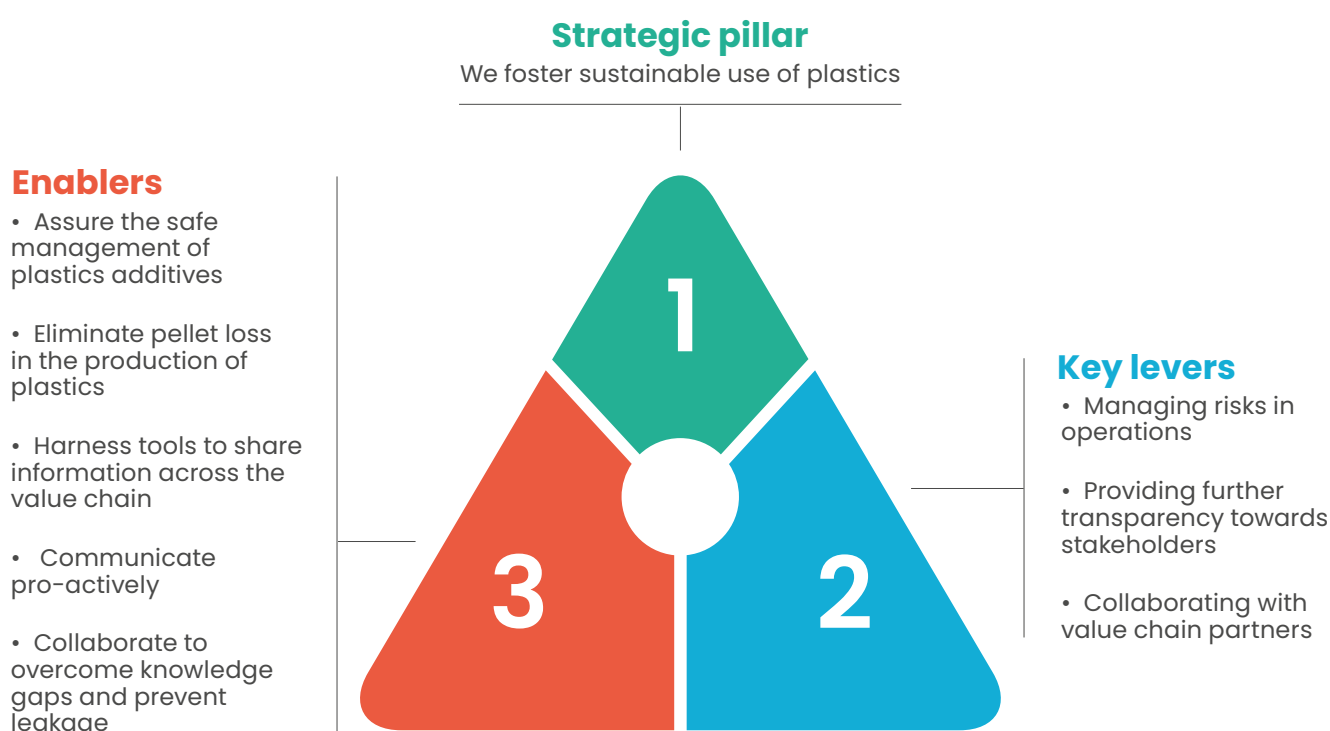 Strategic pillar
We foster sustainable use of plastics
Enablers
• Assure the safe
management of
plastics additives
• Eliminate pellet loss
in the production of
plastics
• Harness tools to share
information across the
value chain
• Communicate
pro-actively
• Collaborate to
overcome knowledge
gaps and prevent
leakage
1
3
2
Key levers
• Managing risks in
operations
• Providing further
transparency towards
stakeholders
• Collaborating with
value chain partners